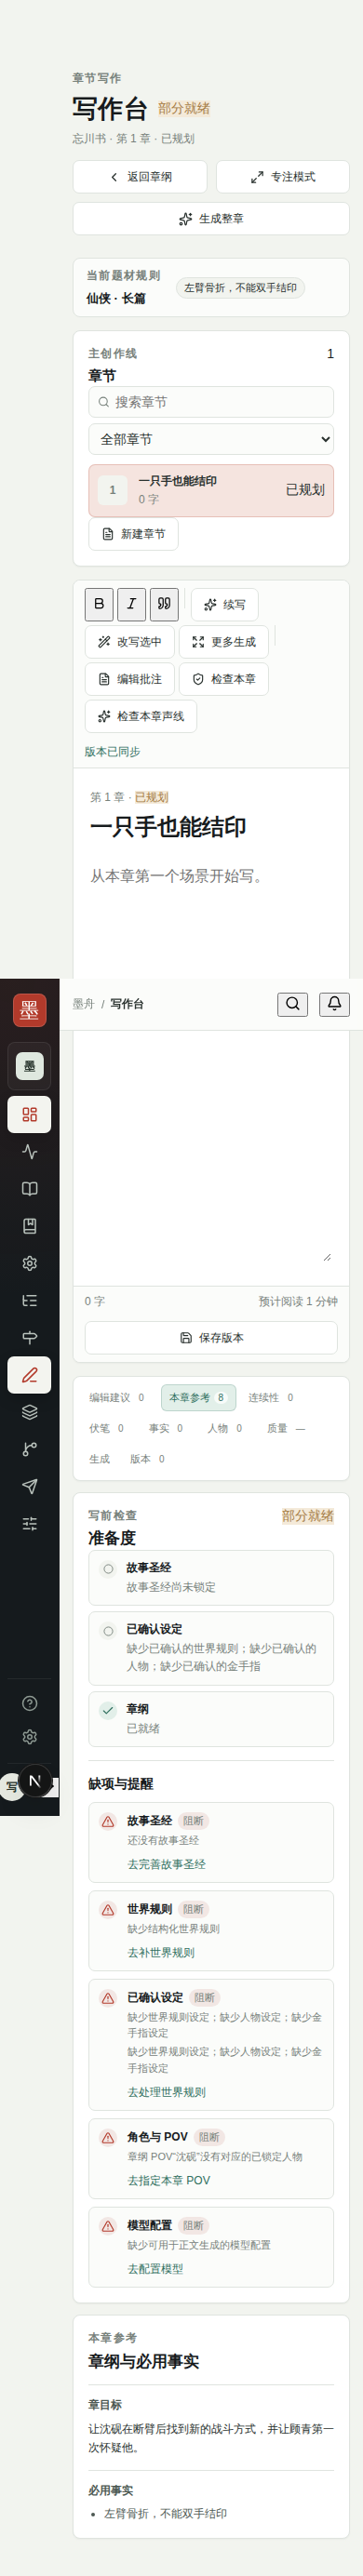 章节写作
写作台 部分就绪
忘川书 · 第 1 章 · 已规划
返回章纲
专注模式
生成整章
当前题材规则
仙侠 · 长篇
左臂骨折，不能双手结印
主创作线 1
章节
搜索章节
全部章节
1
一只手也能结印
0 字
已规划
新建章节
B I 续写
改写选中 更多生成
编辑批注 检查本章
检查本章声线
版本已同步
第 1 章 · 已规划
一只手也能结印
从本章第一个场景开始写。
墨
墨舟 / 写作台
墨
0 字 预计阅读 1 分钟
保存版本
编辑建议 0 本章参考 8 连续性 0
伏笔 0 事实 0 人物 0 质量 —
生成 版本 0
写前检查 部分就绪
准备度
故事圣经
故事圣经尚未锁定
已确认设定
缺少已确认的世界规则；缺少已确认的
人物；缺少已确认的金手指
章纲
已就绪
写
N
缺项与提醒
故事圣经 阻断
还没有故事圣经
去完善故事圣经
世界规则 阻断
缺少结构化世界规则
去补世界规则
已确认设定 阻断
缺少世界规则设定；缺少人物设定；缺少金
手指设定
缺少世界规则设定；缺少人物设定；缺少金
手指设定
去处理世界规则
角色与 POV 阻断
章纲 POV“沈砚”没有对应的已锁定人物
去指定本章 POV
模型配置 阻断
缺少可用于正文生成的模型配置
去配置模型
本章参考
章纲与必用事实
章目标
让沈砚在断臂后找到新的战斗方式，并让顾青第一
次怀疑他。
必用事实
• 左臂骨折，不能双手结印